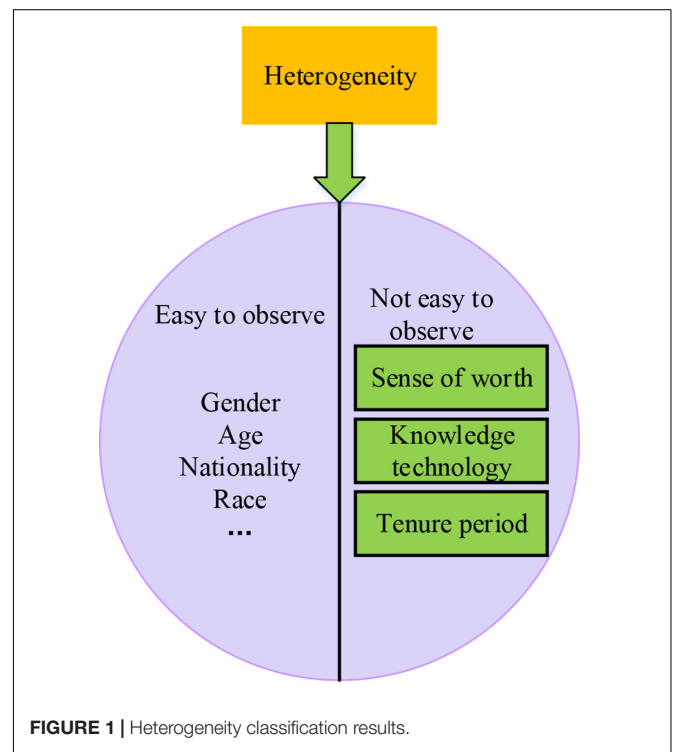 Heterogeneity
Easy to observe
Gender
Age
Nationality
Race
...
Not easy to
observe
Sense of worth
Knowledge
technology
Tenure period
FIGURE 1 | Heterogeneity classification results.